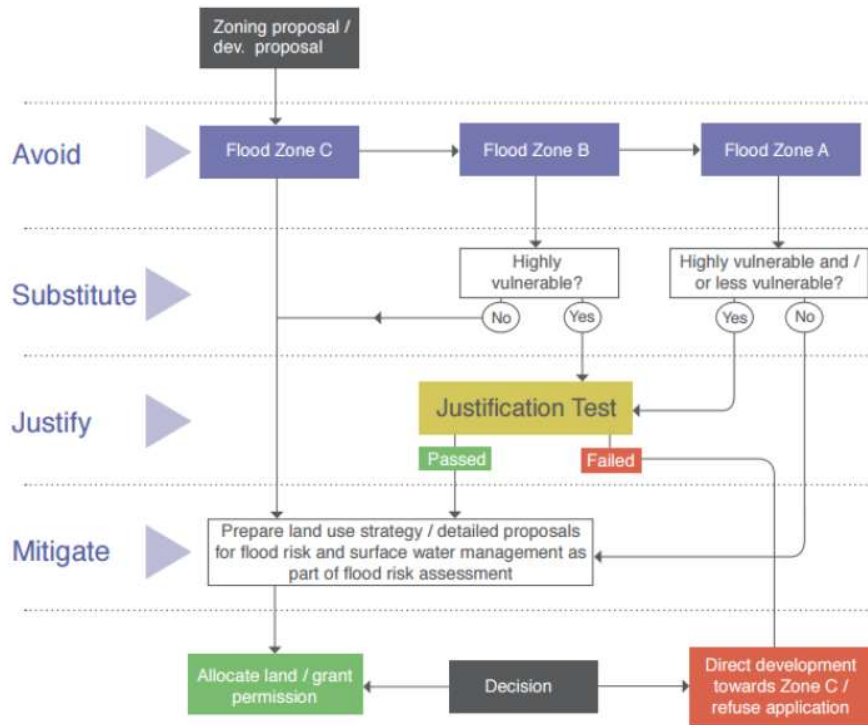 Zoning proposal /
dev. proposal
Avoid
Flood Zone C
Flood Zone B
Flood Zone A
Substitute
Highly
vulnerable?
Highly vulnerable and /
or less vulnerable?
No
Yes
Yes
No
Justify
Justification Test
Passed
Failed
Mitigate
Prepare land use strategy / detailed proposals
for flood risk and surface water management as
part of flood risk assessment
Allocate land / grant
permission
Decision
Direct development
towards Zone C /
refuse application